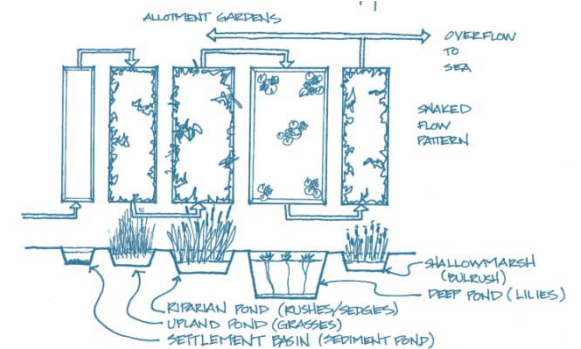 ALLOTMENT GARDENS
OVERFLOW
TO
SEA
SNAKED
FLOW
PATTERN
SHALLOW MARSH
(BULRUSH)
DEEP POND (LILIES)
RIPARIAN POND (RUSHES/SEDGES)
UPLAND POND (GRASSES)
SETTLEMENT BASIN (SEDIMENT POND)